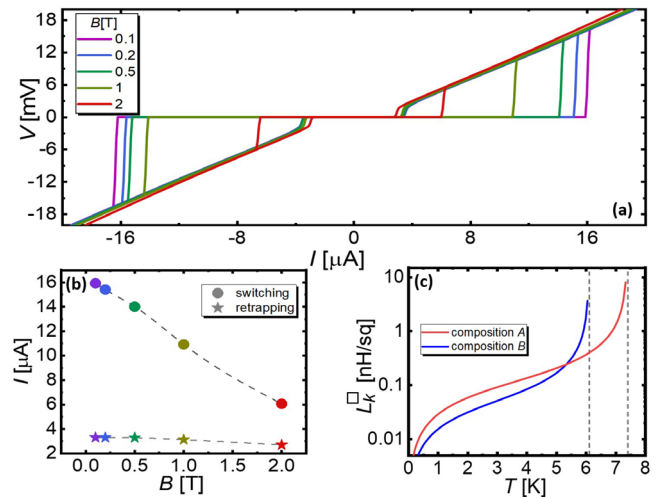 B[T]
0.1
0.2
0.5
1
2
18
12
6
0
-6
-12
-18
V [mV]
(a)
-16 -8 0 8 16
I [µA]
(b)
switching
retrapping
16
14
12
10
8
6
4
2
I [µA]
0.0 0.5 1.0 1.5 2.0
B [T]
(c)
composition A
composition B
10
1
0.1
0.01
L□k [nH/sq]
0 1 2 3 4 5 6 7 8
T [K]